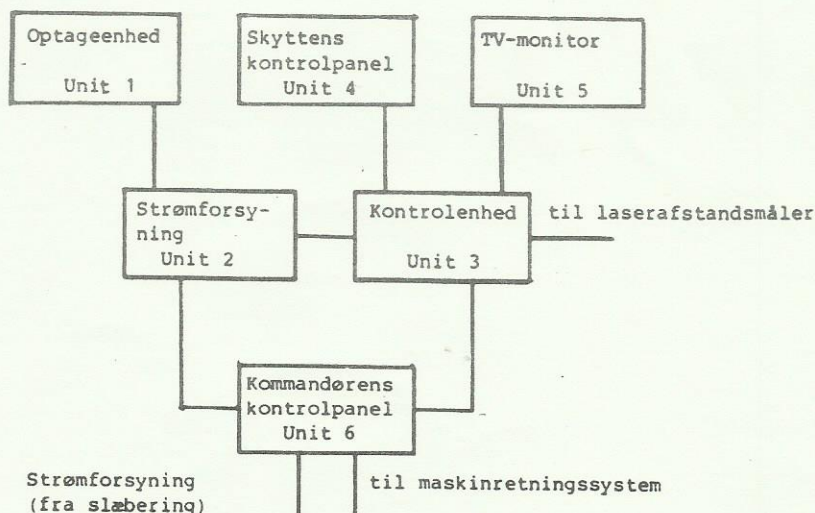 Optageenhed
Unit 1
Skyttens
kontrolpanel
Unit 4
TV-monitor
Unit 5
Strømforsy-
ning
Unit 2
Kontrolenhed
Unit 3
til laserafstandsmåler
Kommandørens
kontrolpanel
Unit 6
Strømforsyning
(fra slæbering)
til maskinretningssystem